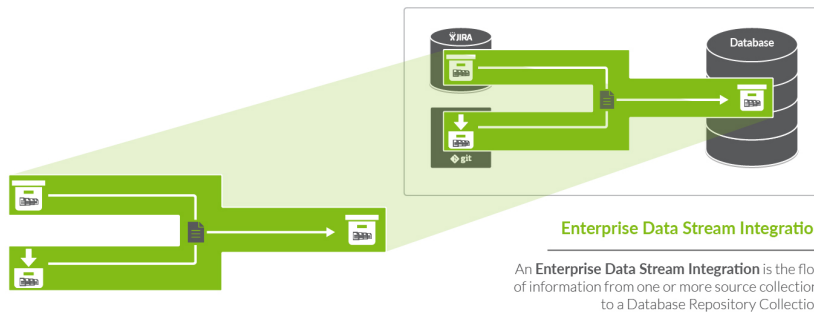 JIRA
Database
git
Enterprise Data Stream Integratio
An Enterprise Data Stream Integration is the flo
of information from one or more source collection
to a Database Repository Collectio